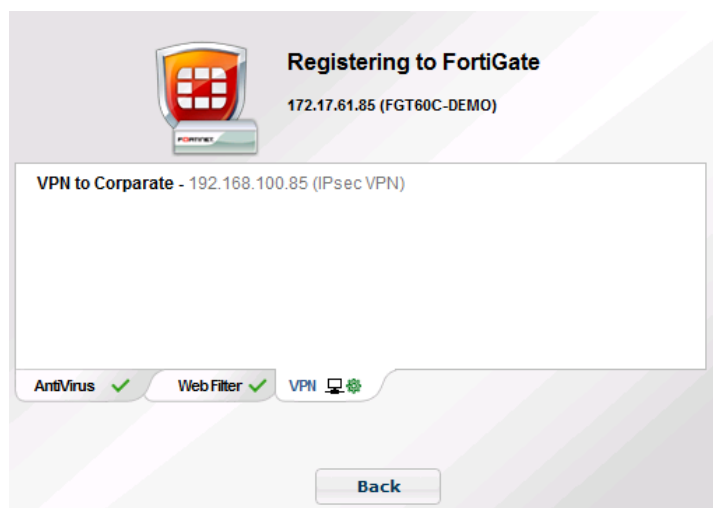 Registering to FortiGate
172.17.61.85 (FGT60C-DEMO)
FORTINET
VPN to Corparate - 192.168.100.85 (IPsec VPN)
AntiVirus
Web Filter
VPN
Back